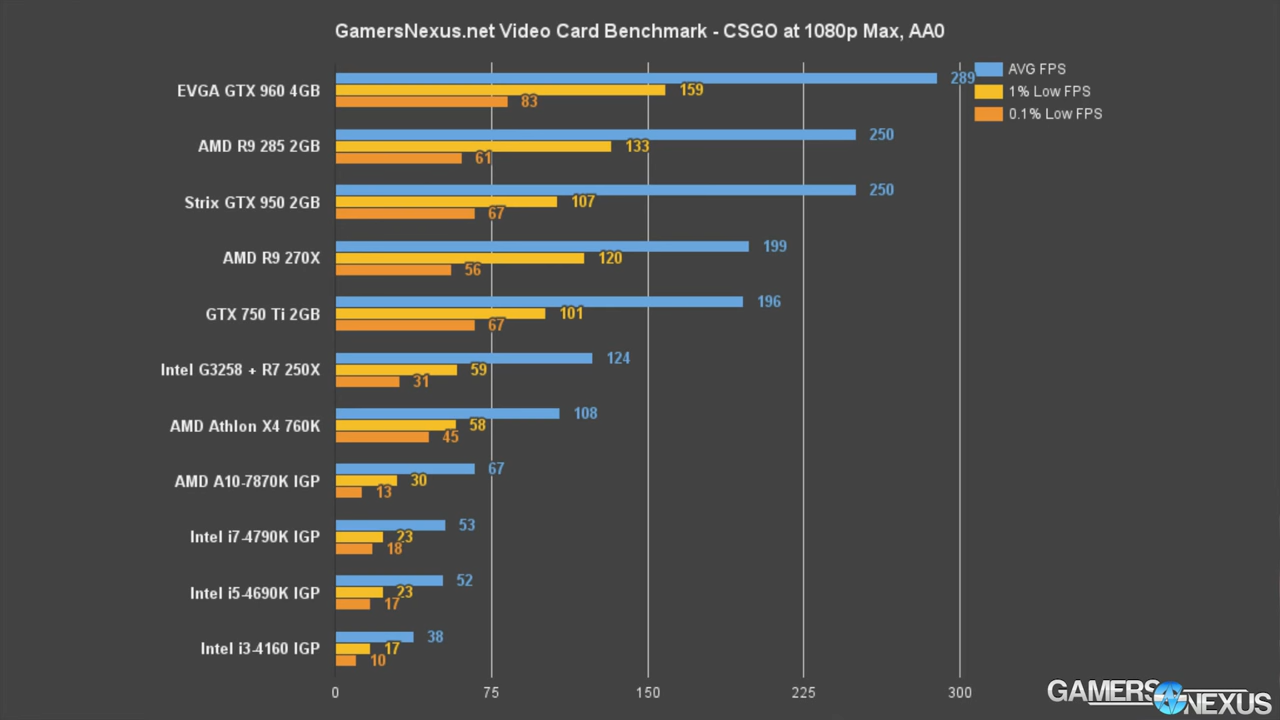 GamersNexus.net Video Card Benchmark - CSGO at 1080p Max, AA0
AVG FPS
1% Low FPS
0.1% Low FPS
EVGA GTX 960 4GB
289
159
83
AMD R9 285 2GB
250
133
61
Strix GTX 950 2GB
250
107
67
AMD R9 270X
199
120
56
GTX 750 Ti 2GB
196
101
67
Intel G3258 + R7 250X
124
59
31
AMD Athlon X4 760K
108
58
45
AMD A10-7870K IGP
67
30
13
Intel i7-4790K IGP
53
23
18
Intel i5-4690K IGP
52
23
17
Intel i3-4160 IGP
38
17
10
0 75 150 225 300
GAMERS NEXUS